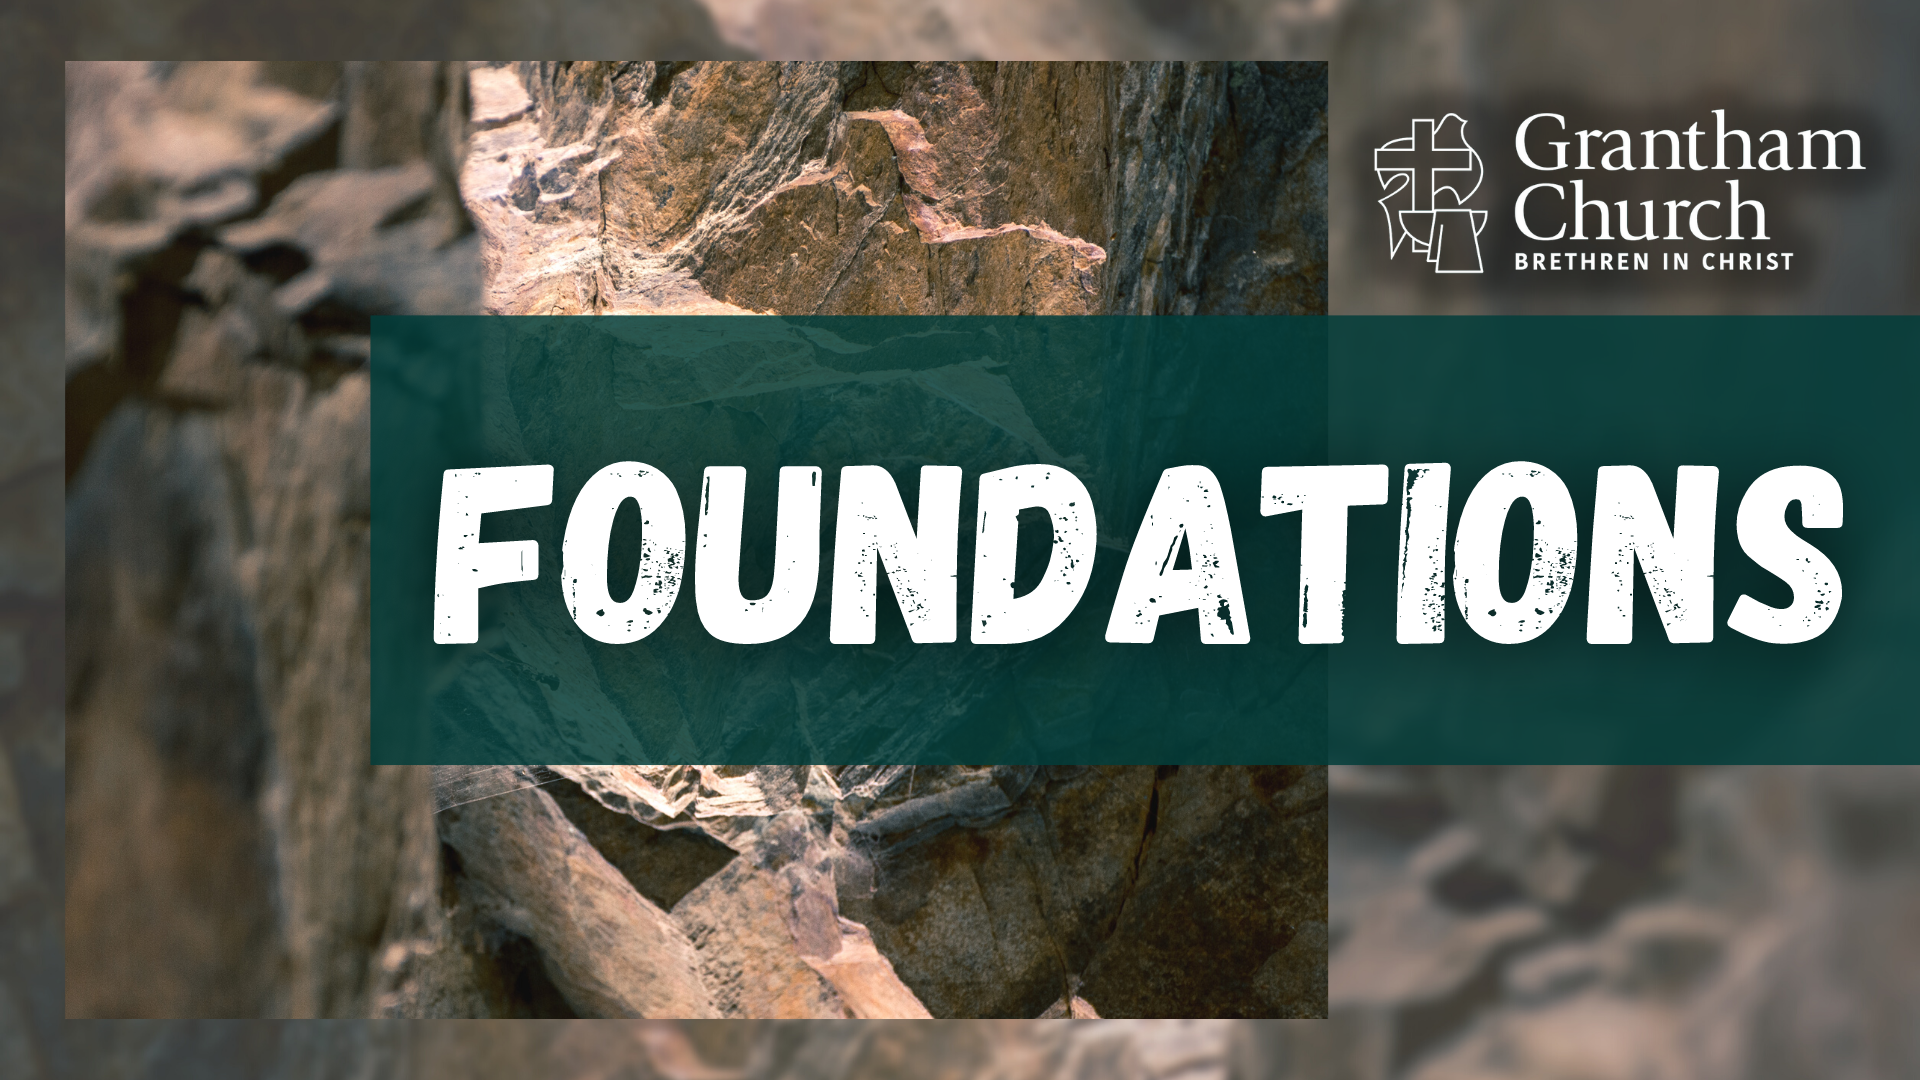 Grantham
Church
BRETHREN IN CHRIST
FOUNDATIONS